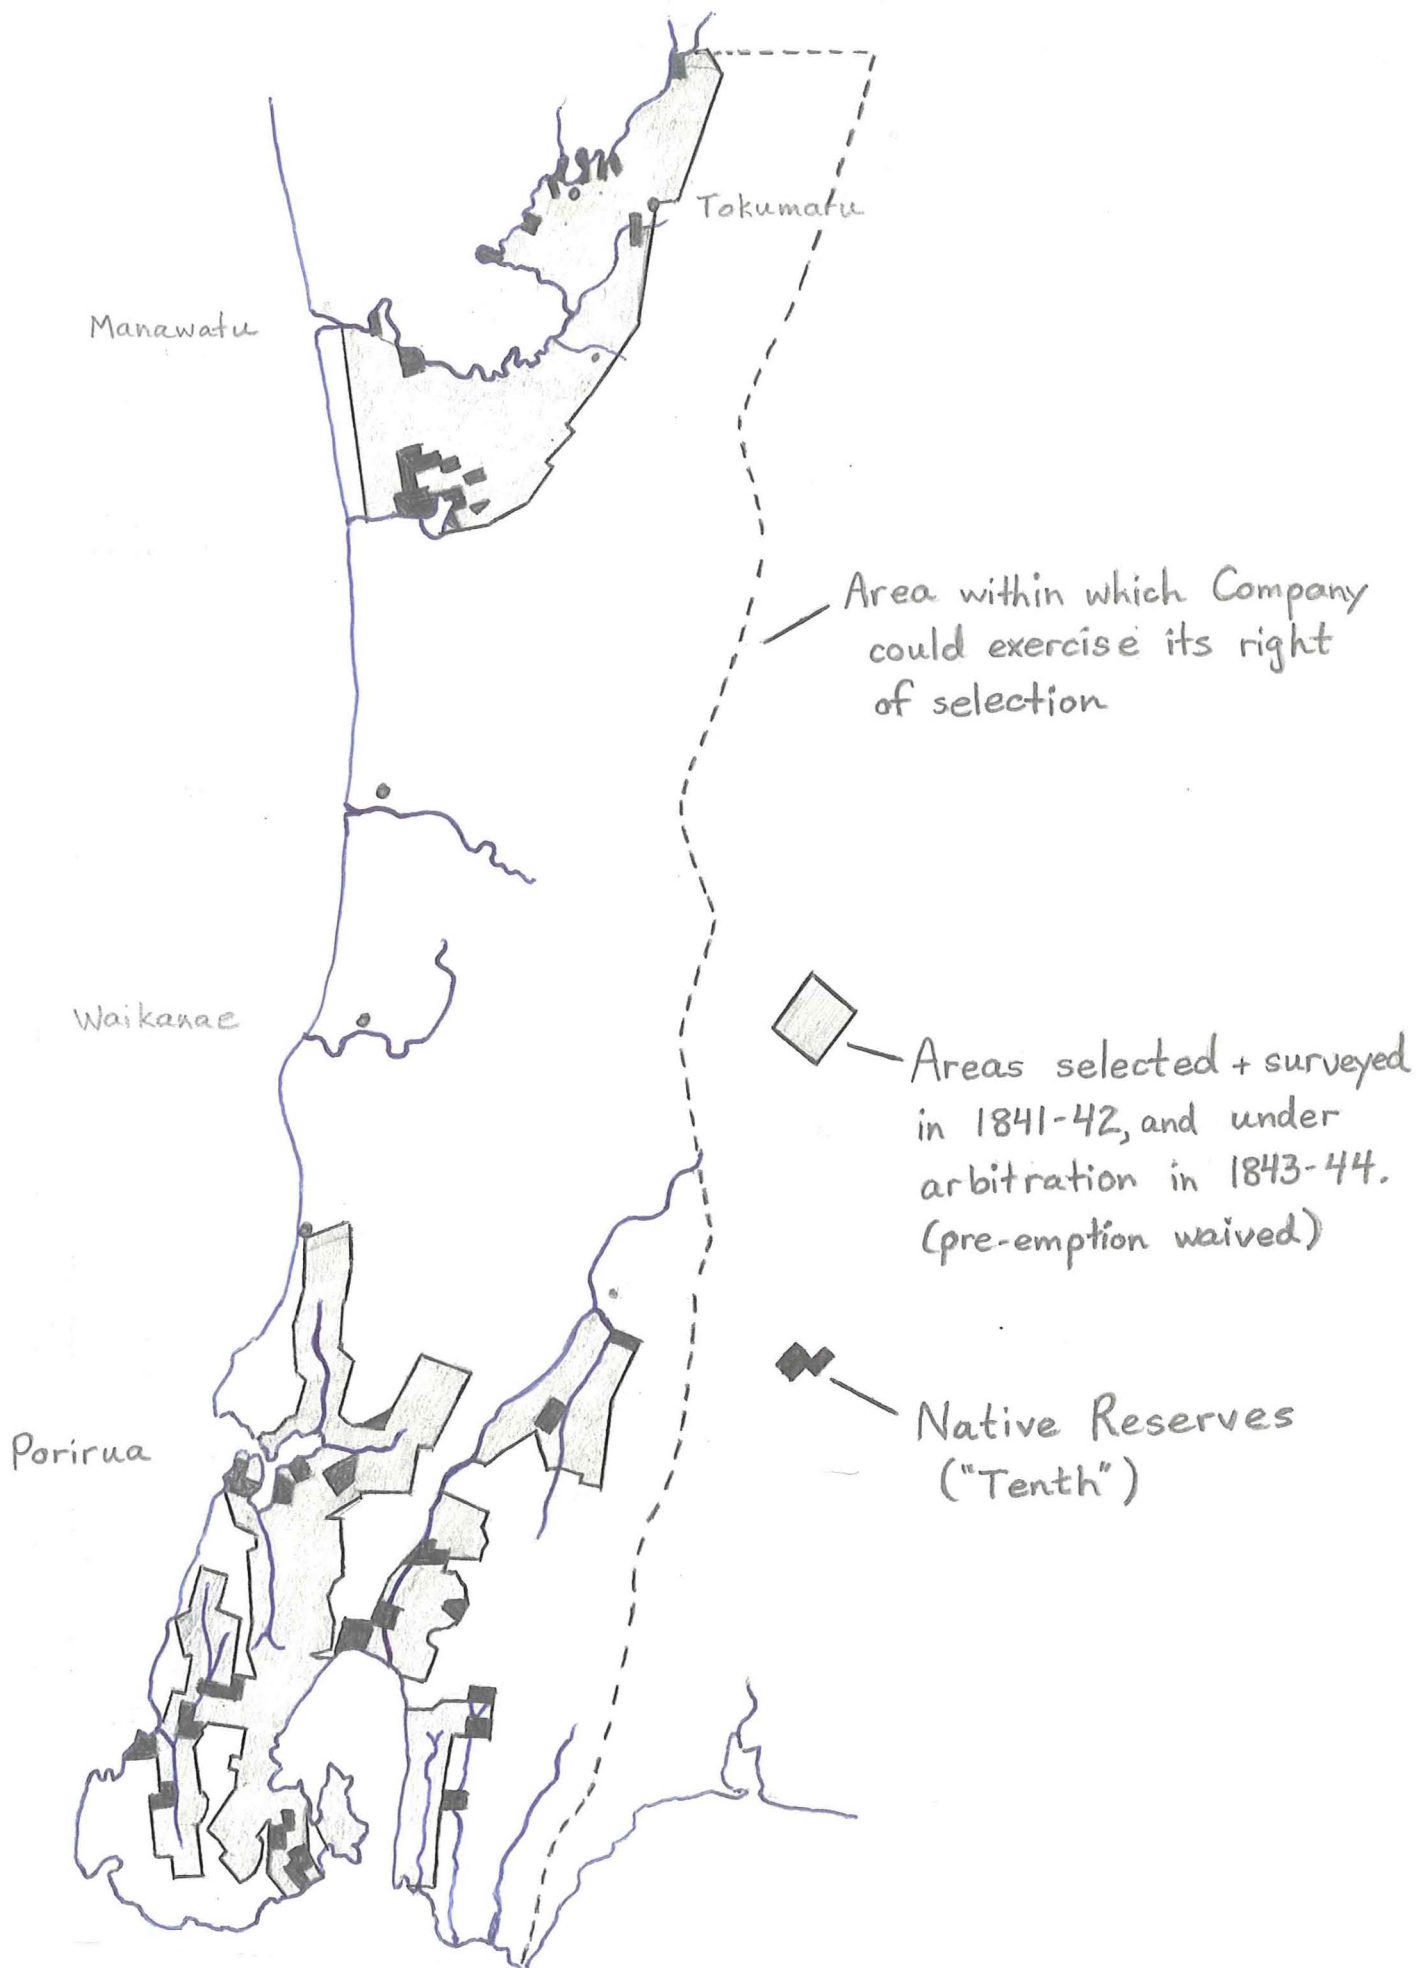 Tokumaru
Manawatu
Area within which Company
could exercise its right
of selection
Waikanae
Areas selected + surveyed
in 1841-42, and under
arbitration in 1843-44.
(pre-emption waived)
Porirua
Native Reserves
("Tenth")